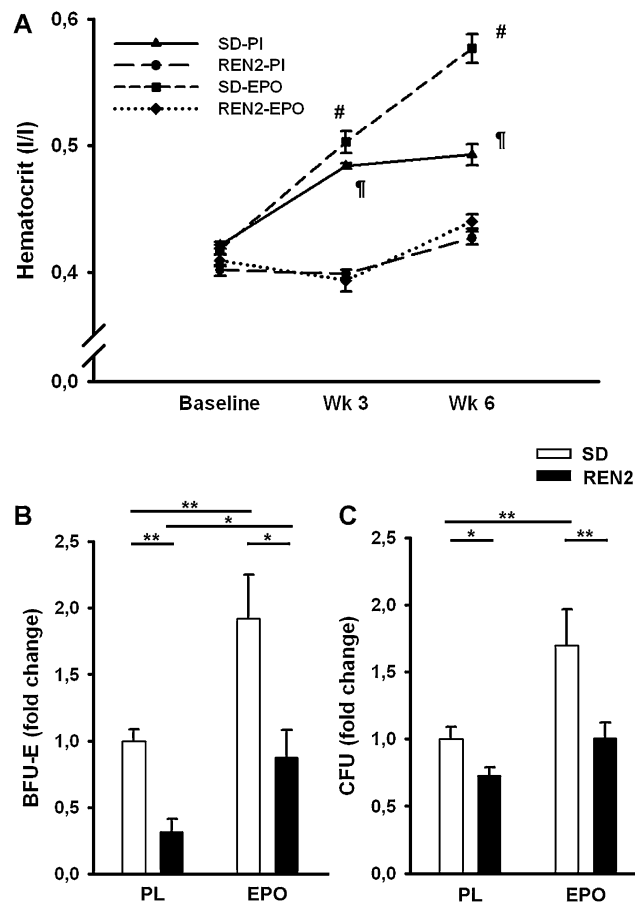 A
0,6
SD-PI
REN2-PI
SD-EPO
REN2-EPO
#
#
¶
¶
0,5
0,4
0,0
Hematocrit (l/l)
Baseline
Wk 3
Wk 6
SD
REN2
B
**
*
**
*
2,5
2,0
1,5
1,0
0,5
0,0
BFU-E (fold change)
PL
EPO
C
**
*
**
2,5
2,0
1,5
1,0
0,5
0,0
CFU (fold change)
PL
EPO